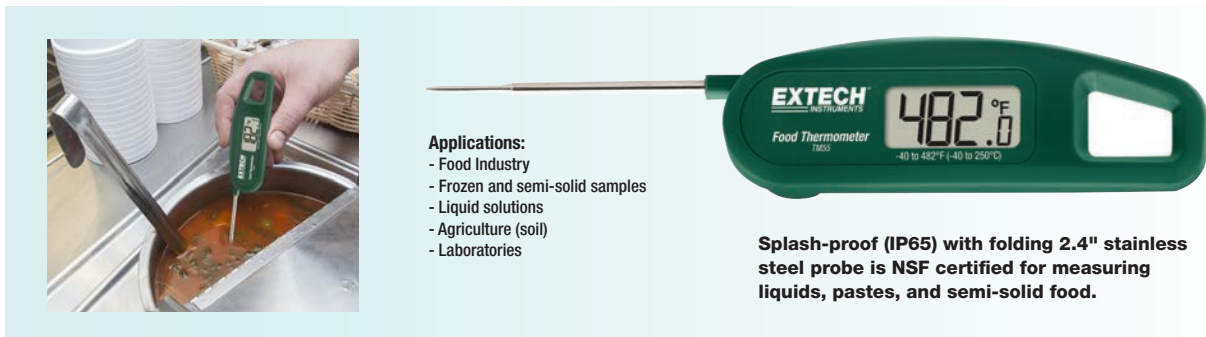 Applications:
- Food Industry
- Frozen and semi-solid samples
- Liquid solutions
- Agriculture (soil)
- Laboratories
EXTECH
INSTRUMENTS
Food Thermometer
TM55
482.0 °F
-40 to 482°F (-40 to 250°C)
Splash-proof (IP65) with folding 2.4" stainless
steel probe is NSF certified for measuring
liquids, pastes, and semi-solid food.
EXTECH